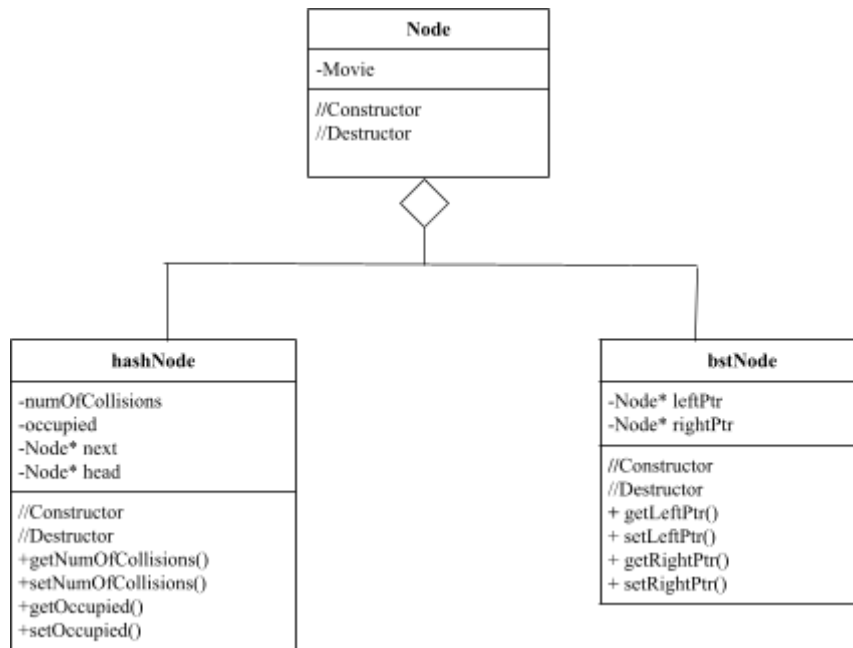 Node
-Movie
//Constructor
//Destructor
hashNode
-numOfCollisions
-occupied
-Node* next
-Node* head
//Constructor
//Destructor
+getNumOfCollisions()
+setNumOfCollisions()
+getOccupied()
+setOccupied()
bstNode
-Node* leftPtr
-Node* rightPtr
//Constructor
//Destructor
+ getLeftPtr()
+ setLeftPtr()
+ getRightPtr()
+ setRightPtr()